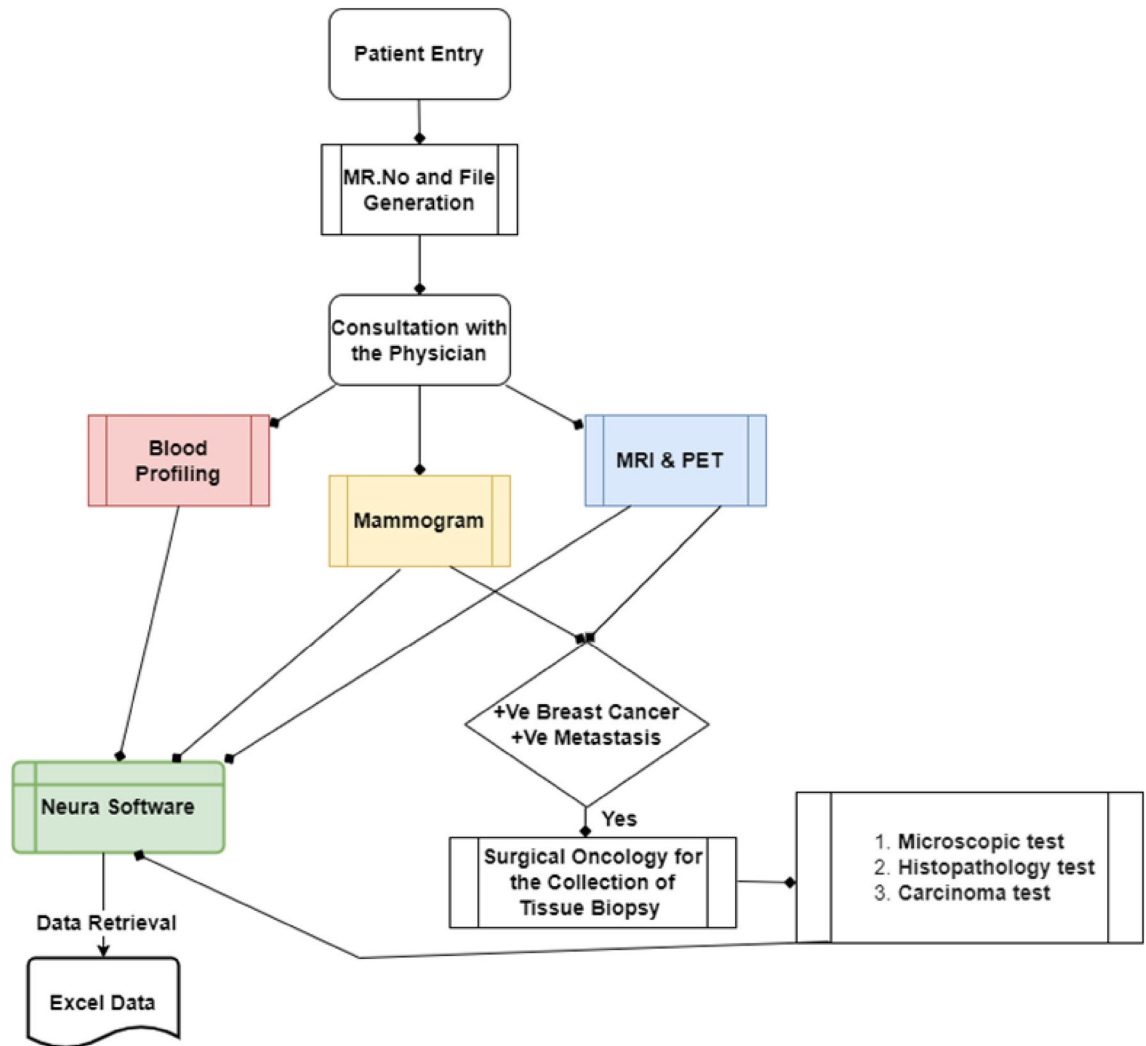 Patient Entry
MR.No and File
Generation
Consultation with
the Physician
Blood
Profiling
Mammogram
MRI & PET
+Ve Breast Cancer
+Ve Metastasis
Yes
Neura Software
Surgical Oncology for
the Collection of
Tissue Biopsy
1. Microscopic test
2. Histopathology test
3. Carcinoma test
Data Retrieval
Excel Data